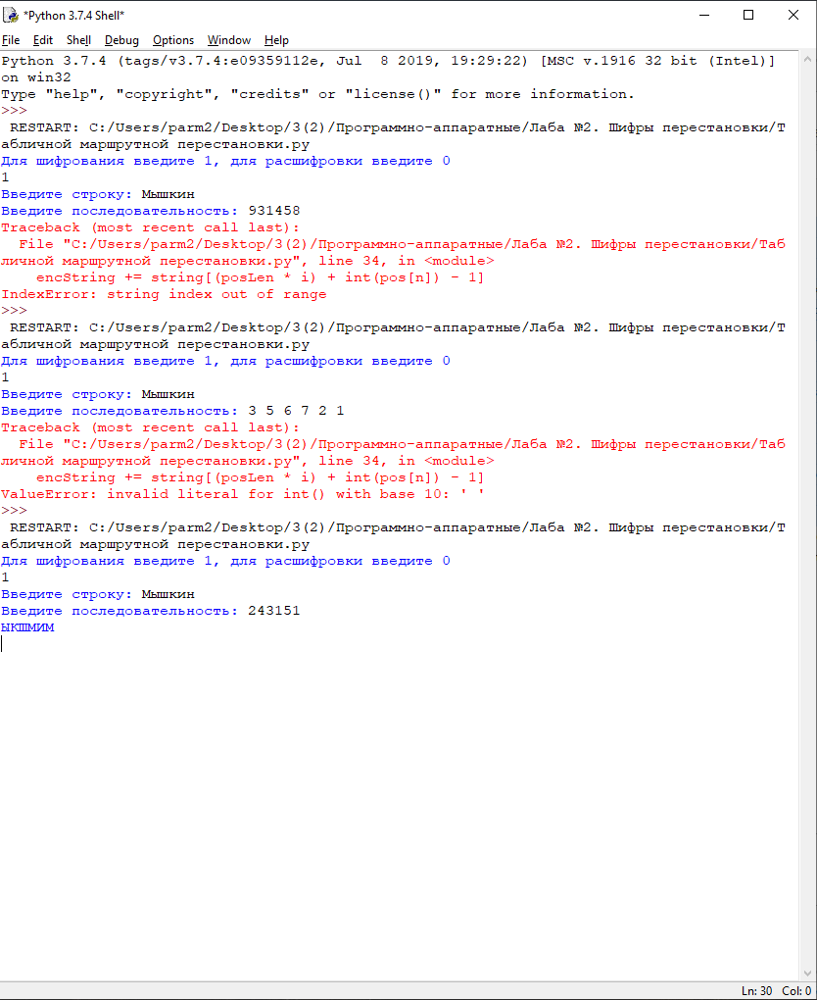 *Python 3.7.4 Shell*
File Edit Shell Debug Options Window Help
Python 3.7.4 (tags/v3.7.4:e09359112e, Jul  8 2019, 19:29:22) [MSC v.1916 32 bit (Intel)]
on win32
Type "help", "copyright", "credits" or "license()" for more information.
>>>
 RESTART: C:/Users/parm2/Desktop/3(2)/Программно-аппаратные/Лаба №2. Шифры перестановки/Т
абличной маршрутной перестановки.py
Для шифрования введите 1, для расшифровки введите 0
1
Введите строку: Мышкин
Введите последовательность: 931458
Traceback (most recent call last):
  File "C:/Users/parm2/Desktop/3(2)/Программно-аппаратные/Лаба №2. Шифры перестановки/Таб
личной маршрутной перестановки.py", line 34, in <module>
    encString += string[(posLen * i) + int(pos[n]) - 1]
IndexError: string index out of range
>>>
 RESTART: C:/Users/parm2/Desktop/3(2)/Программно-аппаратные/Лаба №2. Шифры перестановки/Т
абличной маршрутной перестановки.py
Для шифрования введите 1, для расшифровки введите 0
1
Введите строку: Мышкин
Введите последовательность: 3 5 6 7 2 1
Traceback (most recent call last):
  File "C:/Users/parm2/Desktop/3(2)/Программно-аппаратные/Лаба №2. Шифры перестановки/Таб
личной маршрутной перестановки.py", line 34, in <module>
    encString += string[(posLen * i) + int(pos[n]) - 1]
ValueError: invalid literal for int() with base 10: ' '
>>>
 RESTART: C:/Users/parm2/Desktop/3(2)/Программно-аппаратные/Лаба №2. Шифры перестановки/Т
абличной маршрутной перестановки.py
Для шифрования введите 1, для расшифровки введите 0
1
Введите строку: Мышкин
Введите последовательность: 243151
ыкшМиМ
Ln: 30 Col: 0